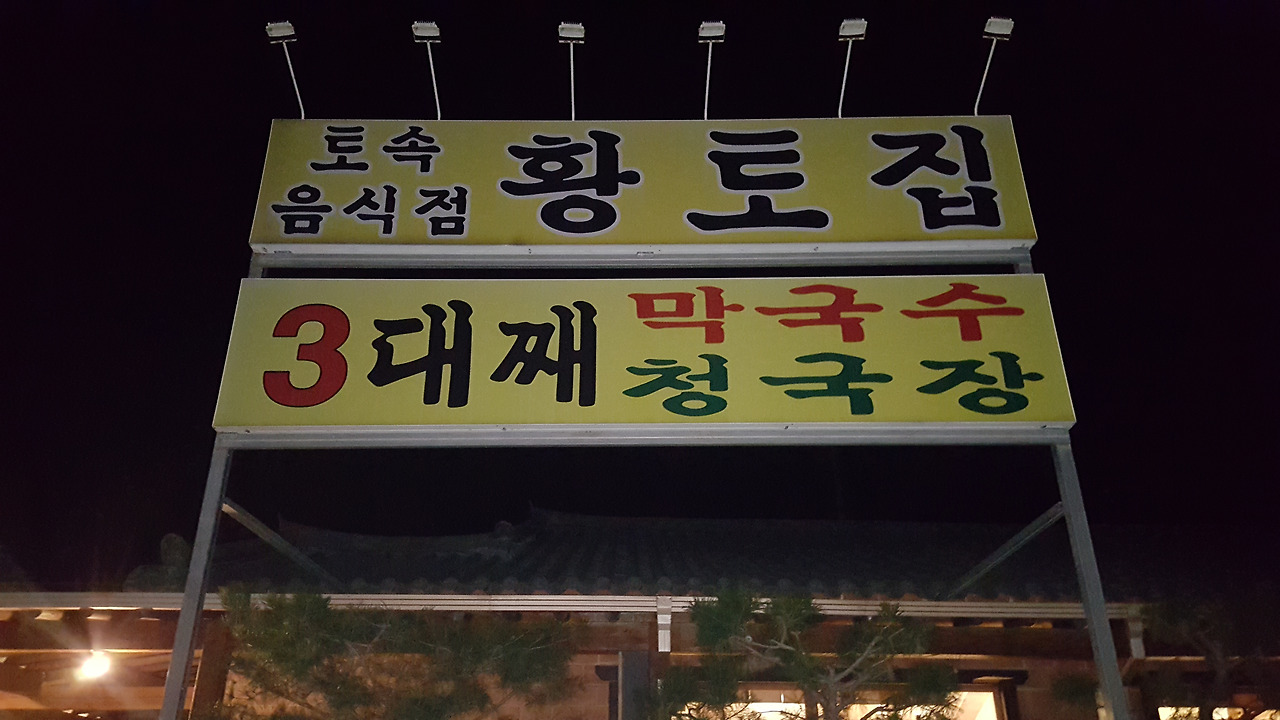 토속
음식점
황토집
3대째
막국수
청국장